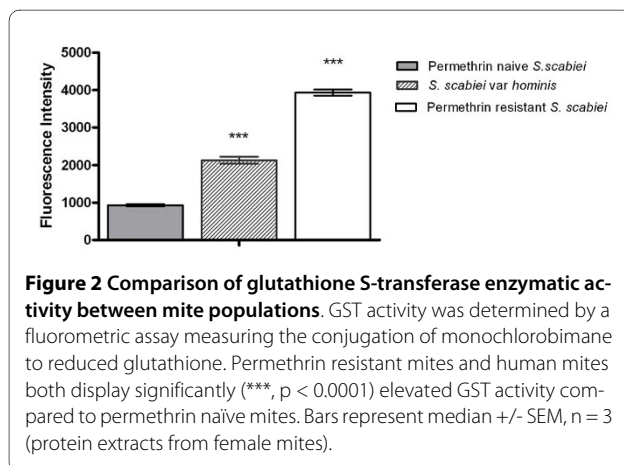 5000
4000
3000
2000
1000
0
Fluorescence Intensity
***
***
Permethrin naive S.scabiei
S. scabiei var hominis
Permethrin resistant S. scabiei
Figure 2 Comparison of glutathione S-transferase enzymatic ac-
tivity between mite populations. GST activity was determined by a
fluorometric assay measuring the conjugation of monochlorobimane
to reduced glutathione. Permethrin resistant mites and human mites
both display significantly (***, p < 0.0001) elevated GST activity com-
pared to permethrin naïve mites. Bars represent median +/- SEM, n = 3
(protein extracts from female mites).